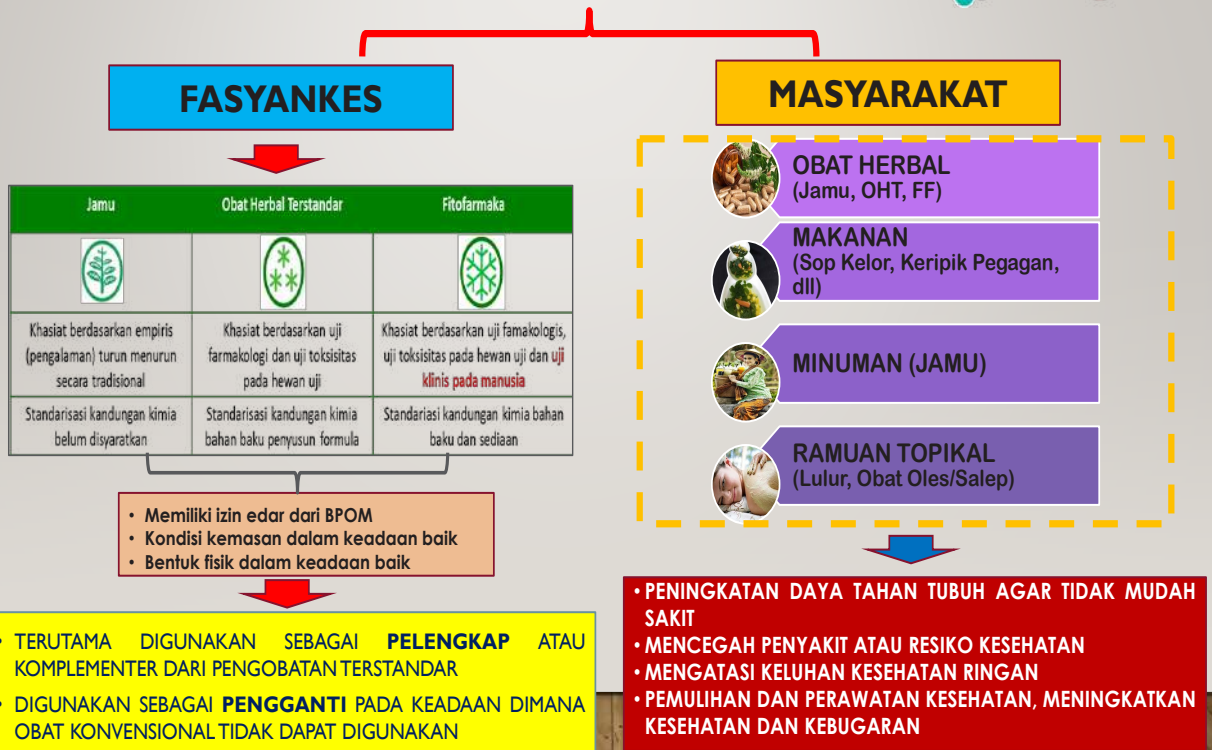 FASYANKES
Jamu
Obat Herbal Terstandar
Fitofarmaka
Khasiat berdasarkan empiris
(pengalaman) turun menurun
secara tradisional
Khasiat berdasarkan uji
farmakologi dan uji toksisitas
pada hewan uji
Khasiat berdasarkan uji famakologis,
uji toksisitas pada hewan uji dan uji
klinis pada manusia
Standarisasi kandungan kimia
belum disyaratkan
Standarisasi kandungan kimia
bahan baku penyusun formula
Standariasi kandungan kimia bahan
baku dan sediaan
• Memiliki izin edar dari BPOM
• Kondisi kemasan dalam keadaan baik
• Bentuk fisik dalam keadaan baik
• TERUTAMA DIGUNAKAN SEBAGAI PELENGKAP ATAU
KOMPLEMENTER DARI PENGOBATAN TERSTANDAR
• DIGUNAKAN SEBAGAI PENGGANTI PADA KEADAAN DIMANA
OBAT KONVENSIONAL TIDAK DAPAT DIGUNAKAN
MASYARAKAT
OBAT HERBAL
(Jamu, OHT, FF)
MAKANAN
(Sop Kelor, Keripik Pegagan,
dll)
MINUMAN (JAMU)
RAMUAN TOPIKAL
(Lulur, Obat Oles/Salep)
• PENINGKATAN DAYA TAHAN TUBUH AGAR TIDAK MUDAH
SAKIT
• MENCEGAH PENYAKIT ATAU RESIKO KESEHATAN
• MENGATASI KELUHAN KESEHATAN RINGAN
• PEMULIHAN DAN PERAWATAN KESEHATAN, MENINGKATKAN
KESEHATAN DAN KEBUGARAN